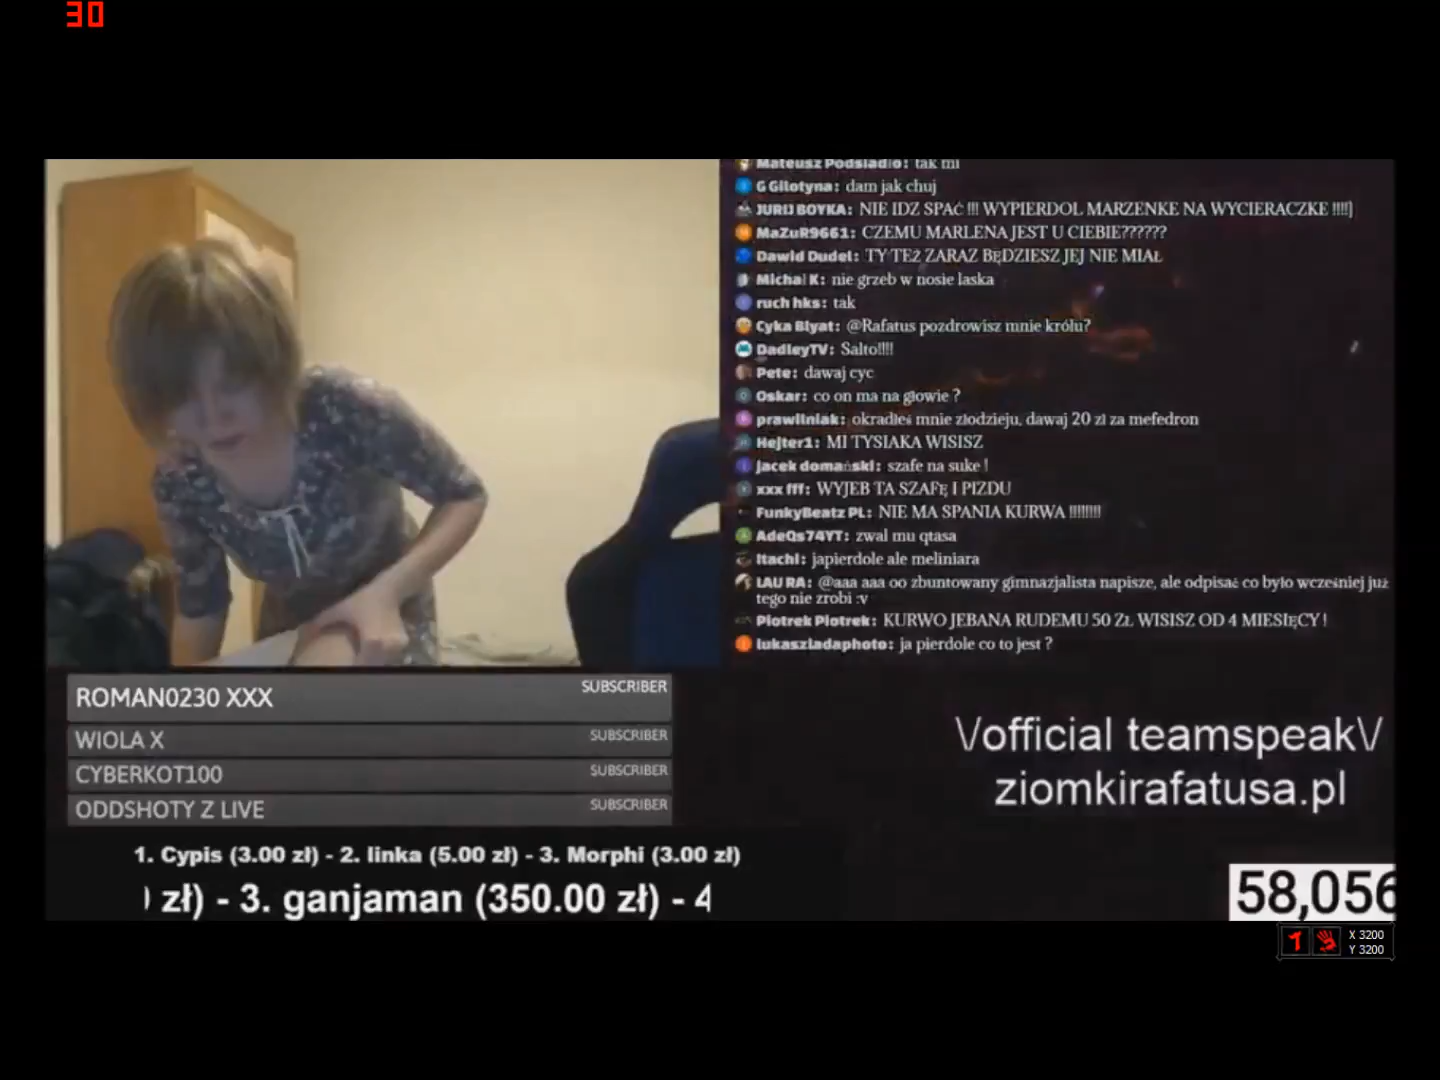 30
Mateusz Podsiadlo: tak mi
G Gilotyna: dam jak chuj
JURIJ BOYKA: NIE IDZ SPAĆ !!! WYPIERDOL MARZENKE NA WYCIERACZKE !!!!]
MaZuR9661: CZEMU MARLENA JEST U CIEBIE??????
Dawid Dudel: TY TEŻ ZARAZ BĘDZIESZ JEJ NIE MIAŁ
Michal K: nie grzeb w nosie laska
ruch hks: tak
Cyka Blyat: @Rafatus pozdrowisz mnie królu?
DadleyTV: Salto!!!!
Pete: dawaj cyc
Oskar: co on ma na głowie ?
prawilniak: okradłeś mnie złodzieju, dawaj 20 zł za mefedron
Hejter1: MI TYSIAKA WISISZ
jacek domański: szafe na suke !
xxx fff: WYJEB TA SZAFĘ I PIZDU
FunkyBeatz PL: NIE MA SPANIA KURWA !!!!!!!!
AdeQs74YT: zwal mu qtasa
Itachi: japierdole ale meliniara
LAU RA: @aaa aaa oo zbuntowany gimnazjalista napisze, ale odpisać co było wcześniej już
tego nie zrobi :v
Piotrek Piotrek: KURWO JEBANA RUDEMU 50 ZŁ WISISZ OD 4 MIESIĘCY !
lukaszladaphoto: ja pierdole co to jest ?
ROMAN0230 XXX SUBSCRIBER
WIOLA X SUBSCRIBER
CYBERKOT100 SUBSCRIBER
ODDSHOTY Z LIVE SUBSCRIBER
\/official teamspeak\/
ziomkirafatusa.pl
1. Cypis (3.00 zł) - 2. linka (5.00 zł) - 3. Morphi (3.00 zł)
) zł) - 3. ganjaman (350.00 zł) - 4
58,056
1
X 3200
Y 3200